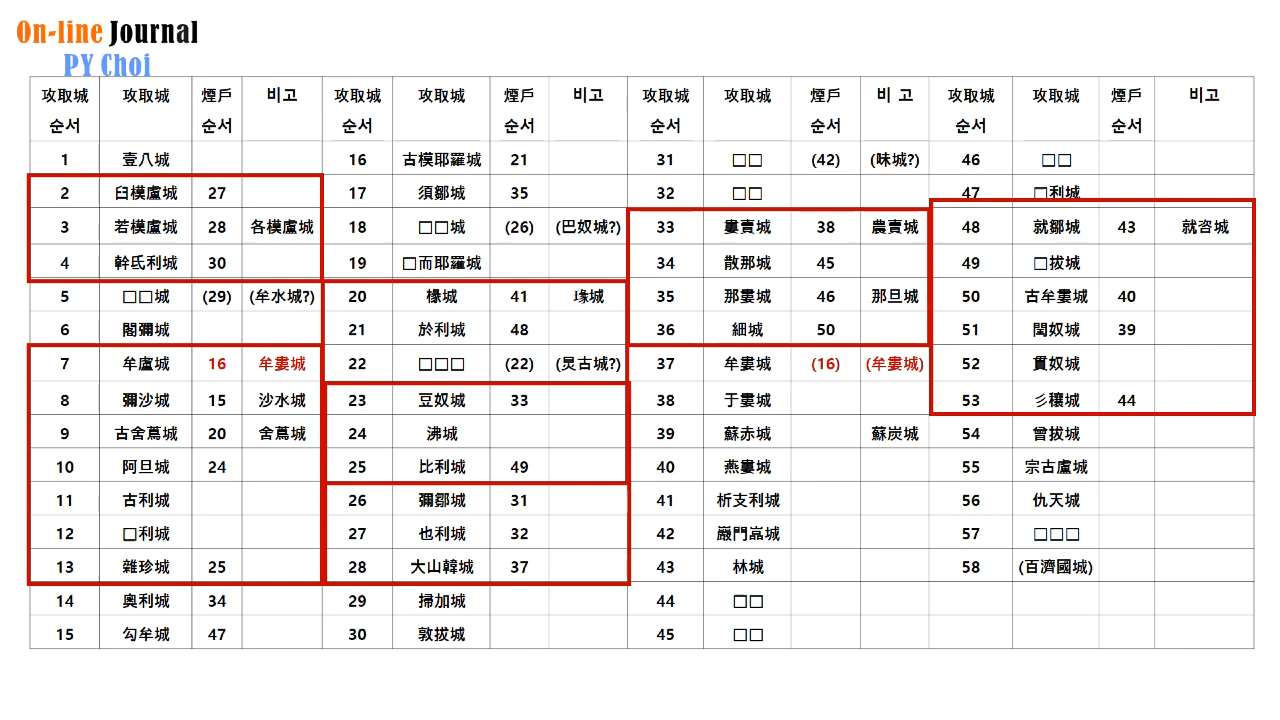 On-line Journal
PY Choi
攻取城 攻取城 煙戶 비고 攻取城 攻取城 煙戶 비고 攻取城 攻取城 煙戶 비 고 攻取城 攻取城 煙戶 비고
순서 순서 순서 순서 순서 순서 순서 순서
1 壹八城 16 古模耶羅城 21 31 □□ (42) (味城?) 46 □□
2 臼模盧城 27 17 須鄒城 35 32 □□ 47 □利城
3 若模盧城 28 各模盧城 18 □□城 (26) (巴奴城?) 33 婁賣城 38 農賣城 48 就鄒城 43 就咨城
4 幹氐利城 30 19 □而耶羅城 34 散那城 45 49 □拔城
5 □□城 (29) (牟水城?) 20 椽城 41 瑑城 35 那婁城 46 那旦城 50 古牟婁城 40
6 閣彌城 21 於利城 48 36 細城 50 51 閏奴城 39
7 牟盧城 16 牟婁城 22 □□□ (22) (炅古城?) 37 牟婁城 (16) (牟婁城) 52 貫奴城
8 彌沙城 15 沙水城 23 豆奴城 33 38 于婁城 53 彡穰城 44
9 古舍蔦城 20 舍蔦城 24 沸城 39 蘇赤城 蘇炭城 54 曾拔城
10 阿旦城 24 25 比利城 49 40 燕婁城 55 宗古盧城
11 古利城 26 彌鄒城 31 41 析支利城 56 仇天城
12 □利城 27 也利城 32 42 巖門峀城 57 □□□
13 雜珍城 25 28 大山韓城 37 43 林城 58 (百濟國城)
14 奧利城 34 29 掃加城 44 □□
15 勾牟城 47 30 敦拔城 45 □□